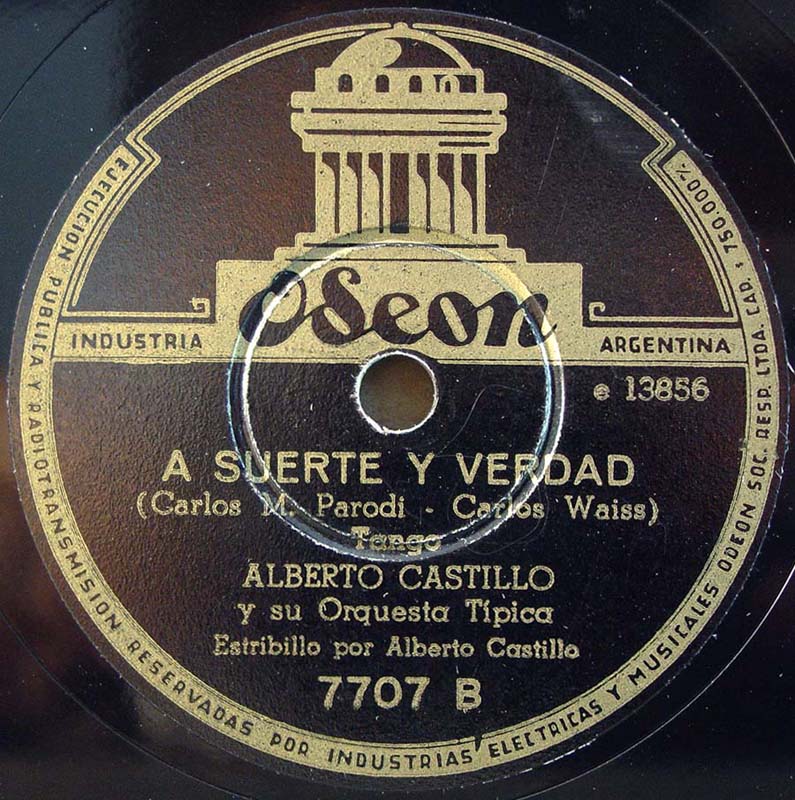 Odeon
INDUSTRIA ARGENTINA
e 13856
A SUERTE Y VERDAD
(Carlos M. Parodi - Carlos Waiss)
Tango
ALBERTO CASTILLO
y su Orquesta Típica
Estribillo por Alberto Castillo
7707 B
EJECUCION PUBLICA Y RADIOTRANSMISION RESERVADAS POR INDUSTRIAS ELECTRICAS Y MUSICALES ODEON SOC. RESP. LTDA. CAP: $ 750.000 m/n